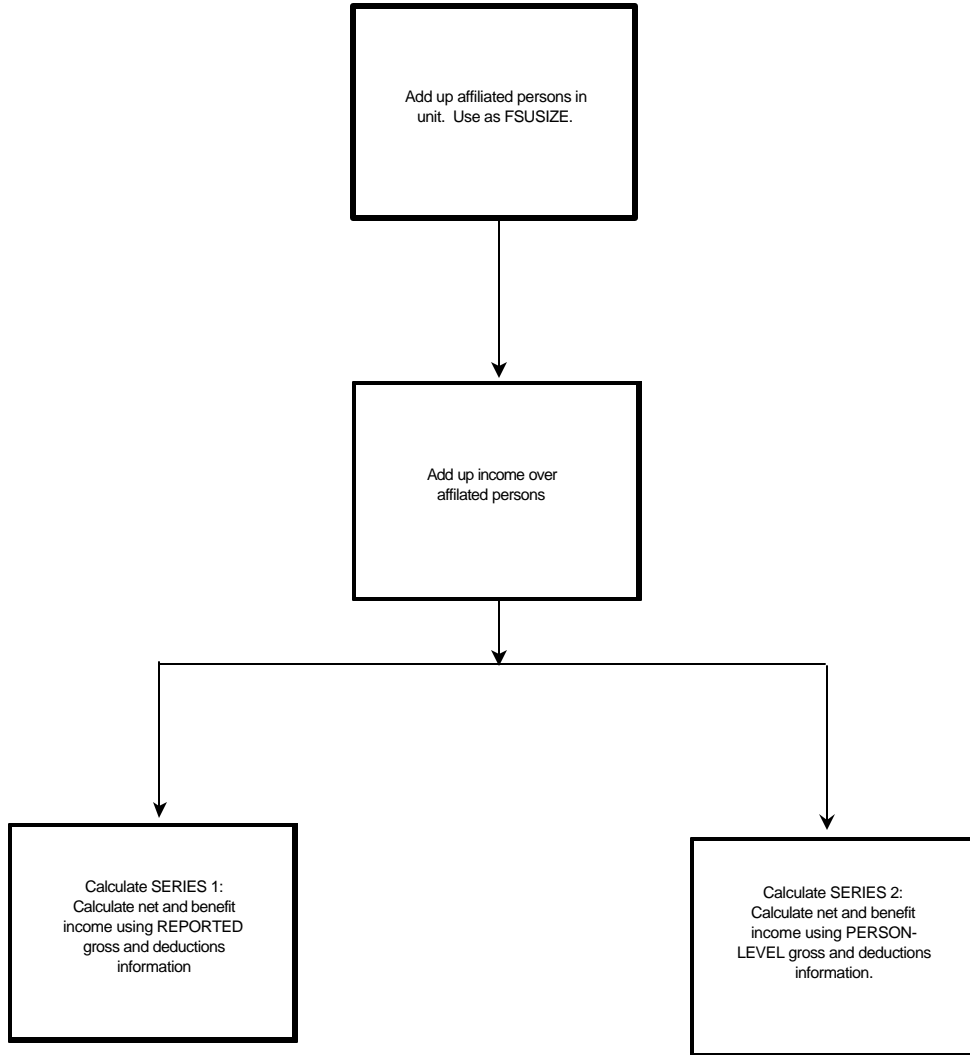 Add up affiliated persons in
unit. Use as FSUSIZE.
Add up income over
affilated persons
Calculate SERIES 1:
Calculate net and benefit
income using REPORTED
gross and deductions
information
Calculate SERIES 2:
Calculate net and benefit
income using PERSON-
LEVEL gross and deductions
information.